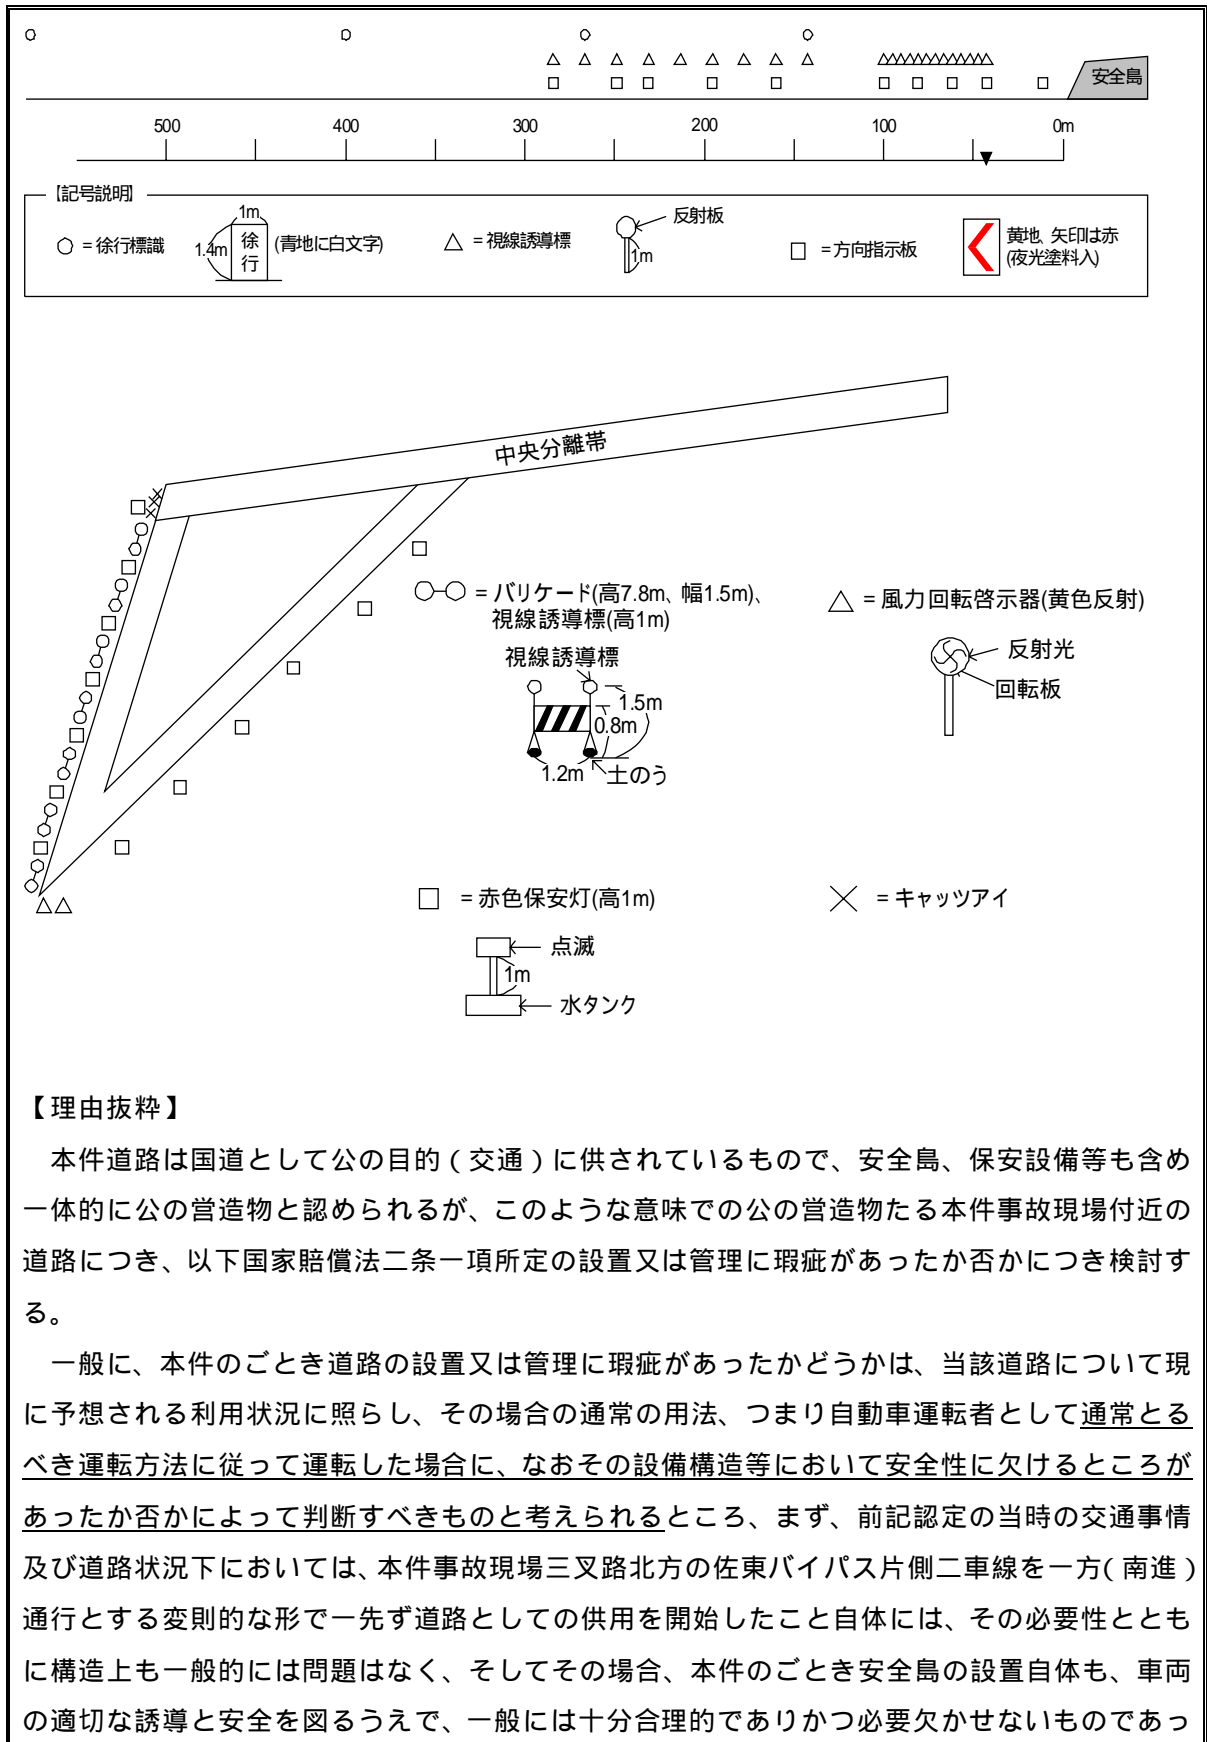 安全島
500 400 300 200 100 0m
【記号説明】
= 徐行標識
1m
1.4m
徐行
(青地に白文字)
= 視線誘導標
反射板
1m
= 方向指示板
黄地、矢印は赤
(夜光塗料入)
中央分離帯
= バリケード(高7.8m、幅1.5m)、
視線誘導標(高1m)
視線誘導標
1.5m
0.8m
1.2m
土のう
= 風力回転啓示器(黄色反射)
反射光
回転板
= 赤色保安灯(高1m)
点滅
1m
水タンク
= キャッツアイ
【理由抜粋】
本件道路は国道として公の目的(交通)に供されているもので、安全島、保安設備等も含め
一体的に公の営造物と認められるが、このような意味での公の営造物たる本件事故現場付近の
道路につき、以下国家賠償法二条一項所定の設置又は管理に瑕疵があったか否かにつき検討す
る。
一般に、本件のごとき道路の設置又は管理に瑕疵があったかどうかは、当該道路について現
に予想される利用状況に照らし、その場合の通常の用法、つまり自動車運転者として通常とる
べき運転方法に従って運転した場合に、なおその設備構造等において安全性に欠けるところが
あったか否かによって判断すべきものと考えられるところ、まず、前記認定の当時の交通事情
及び道路状況下においては、本件事故現場三叉路北方の佐東バイパス片側二車線を一方(南進)
通行とする変則的な形で一先ず道路としての供用を開始したこと自体には、その必要性ととも
に構造上も一般的には問題はなく、そしてその場合、本件のごとき安全島の設置自体も、車両
の適切な誘導と安全を図るうえで、一般には十分合理的でありかつ必要欠かせないものであっ